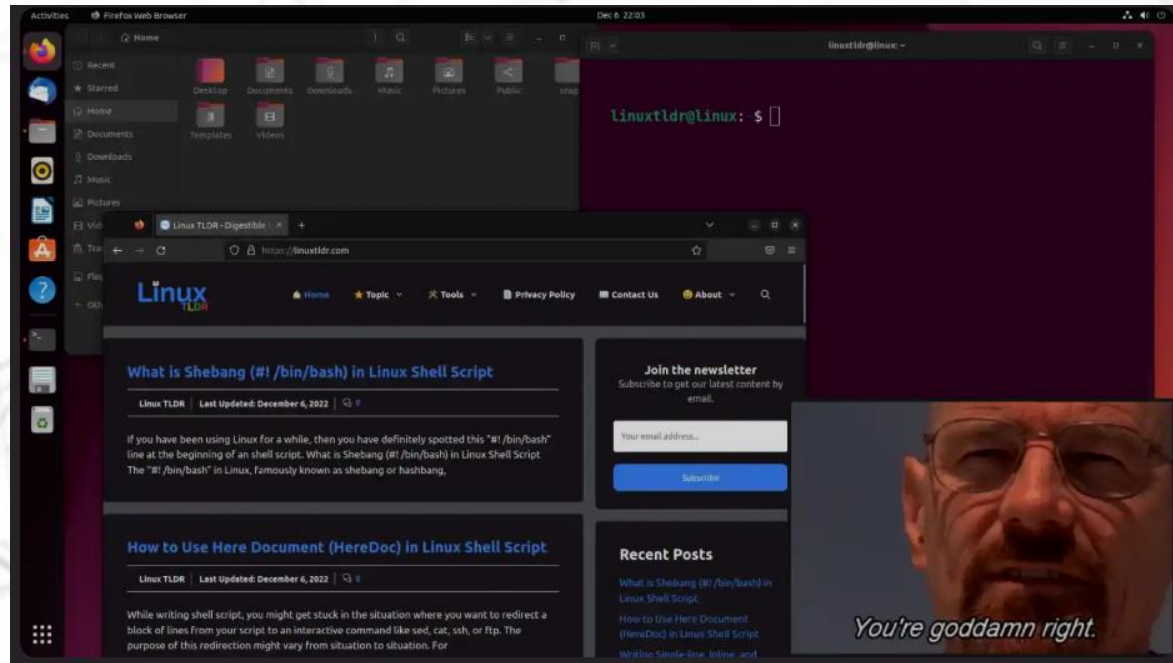 Activities
Firefox Web Browser
Dec 6 22:03
Home
linuxtldr@linux: ~
Recent
Starred
Home
Documents
Downloads
Music
Pictures
Desktop
Documents
Downloads
Music
Pictures
Public
snap
Templates
Videos
linuxtldr@linux:~$
Linux TLDR - Digestible
https://linuxtldr.com
Linux
TLDR
Home
Topic
Tools
Privacy Policy
Contact Us
About
What is Shebang (#! /bin/bash) in Linux Shell Script
Linux TLDR | Last Updated: December 6, 2022 | 0
If you have been using Linux for a while, then you have definitely spotted this "#! /bin/bash"
line at the beginning of an shell script. What is Shebang (#! /bin/bash) in Linux Shell Script
The "#! /bin/bash" in Linux, famously known as shebang or hashbang,
Join the newsletter
Subscribe to get our latest content by
email.
Your email address...
Subscribe
How to Use Here Document (HereDoc) in Linux Shell Script
Linux TLDR | Last Updated: December 6, 2022 | 0
While writing shell script, you might get stuck in the situation where you want to redirect a
block of lines from your script to an interactive command like sed, cat, ssh, or ftp. The
purpose of this redirection might vary from situation to situation. For
Recent Posts
What is Shebang (#! /bin/bash) in
Linux Shell Script
How to Use Here Document
(HereDoc) in Linux Shell Script
Writing Single-line, Inline, and
You're goddamn right.